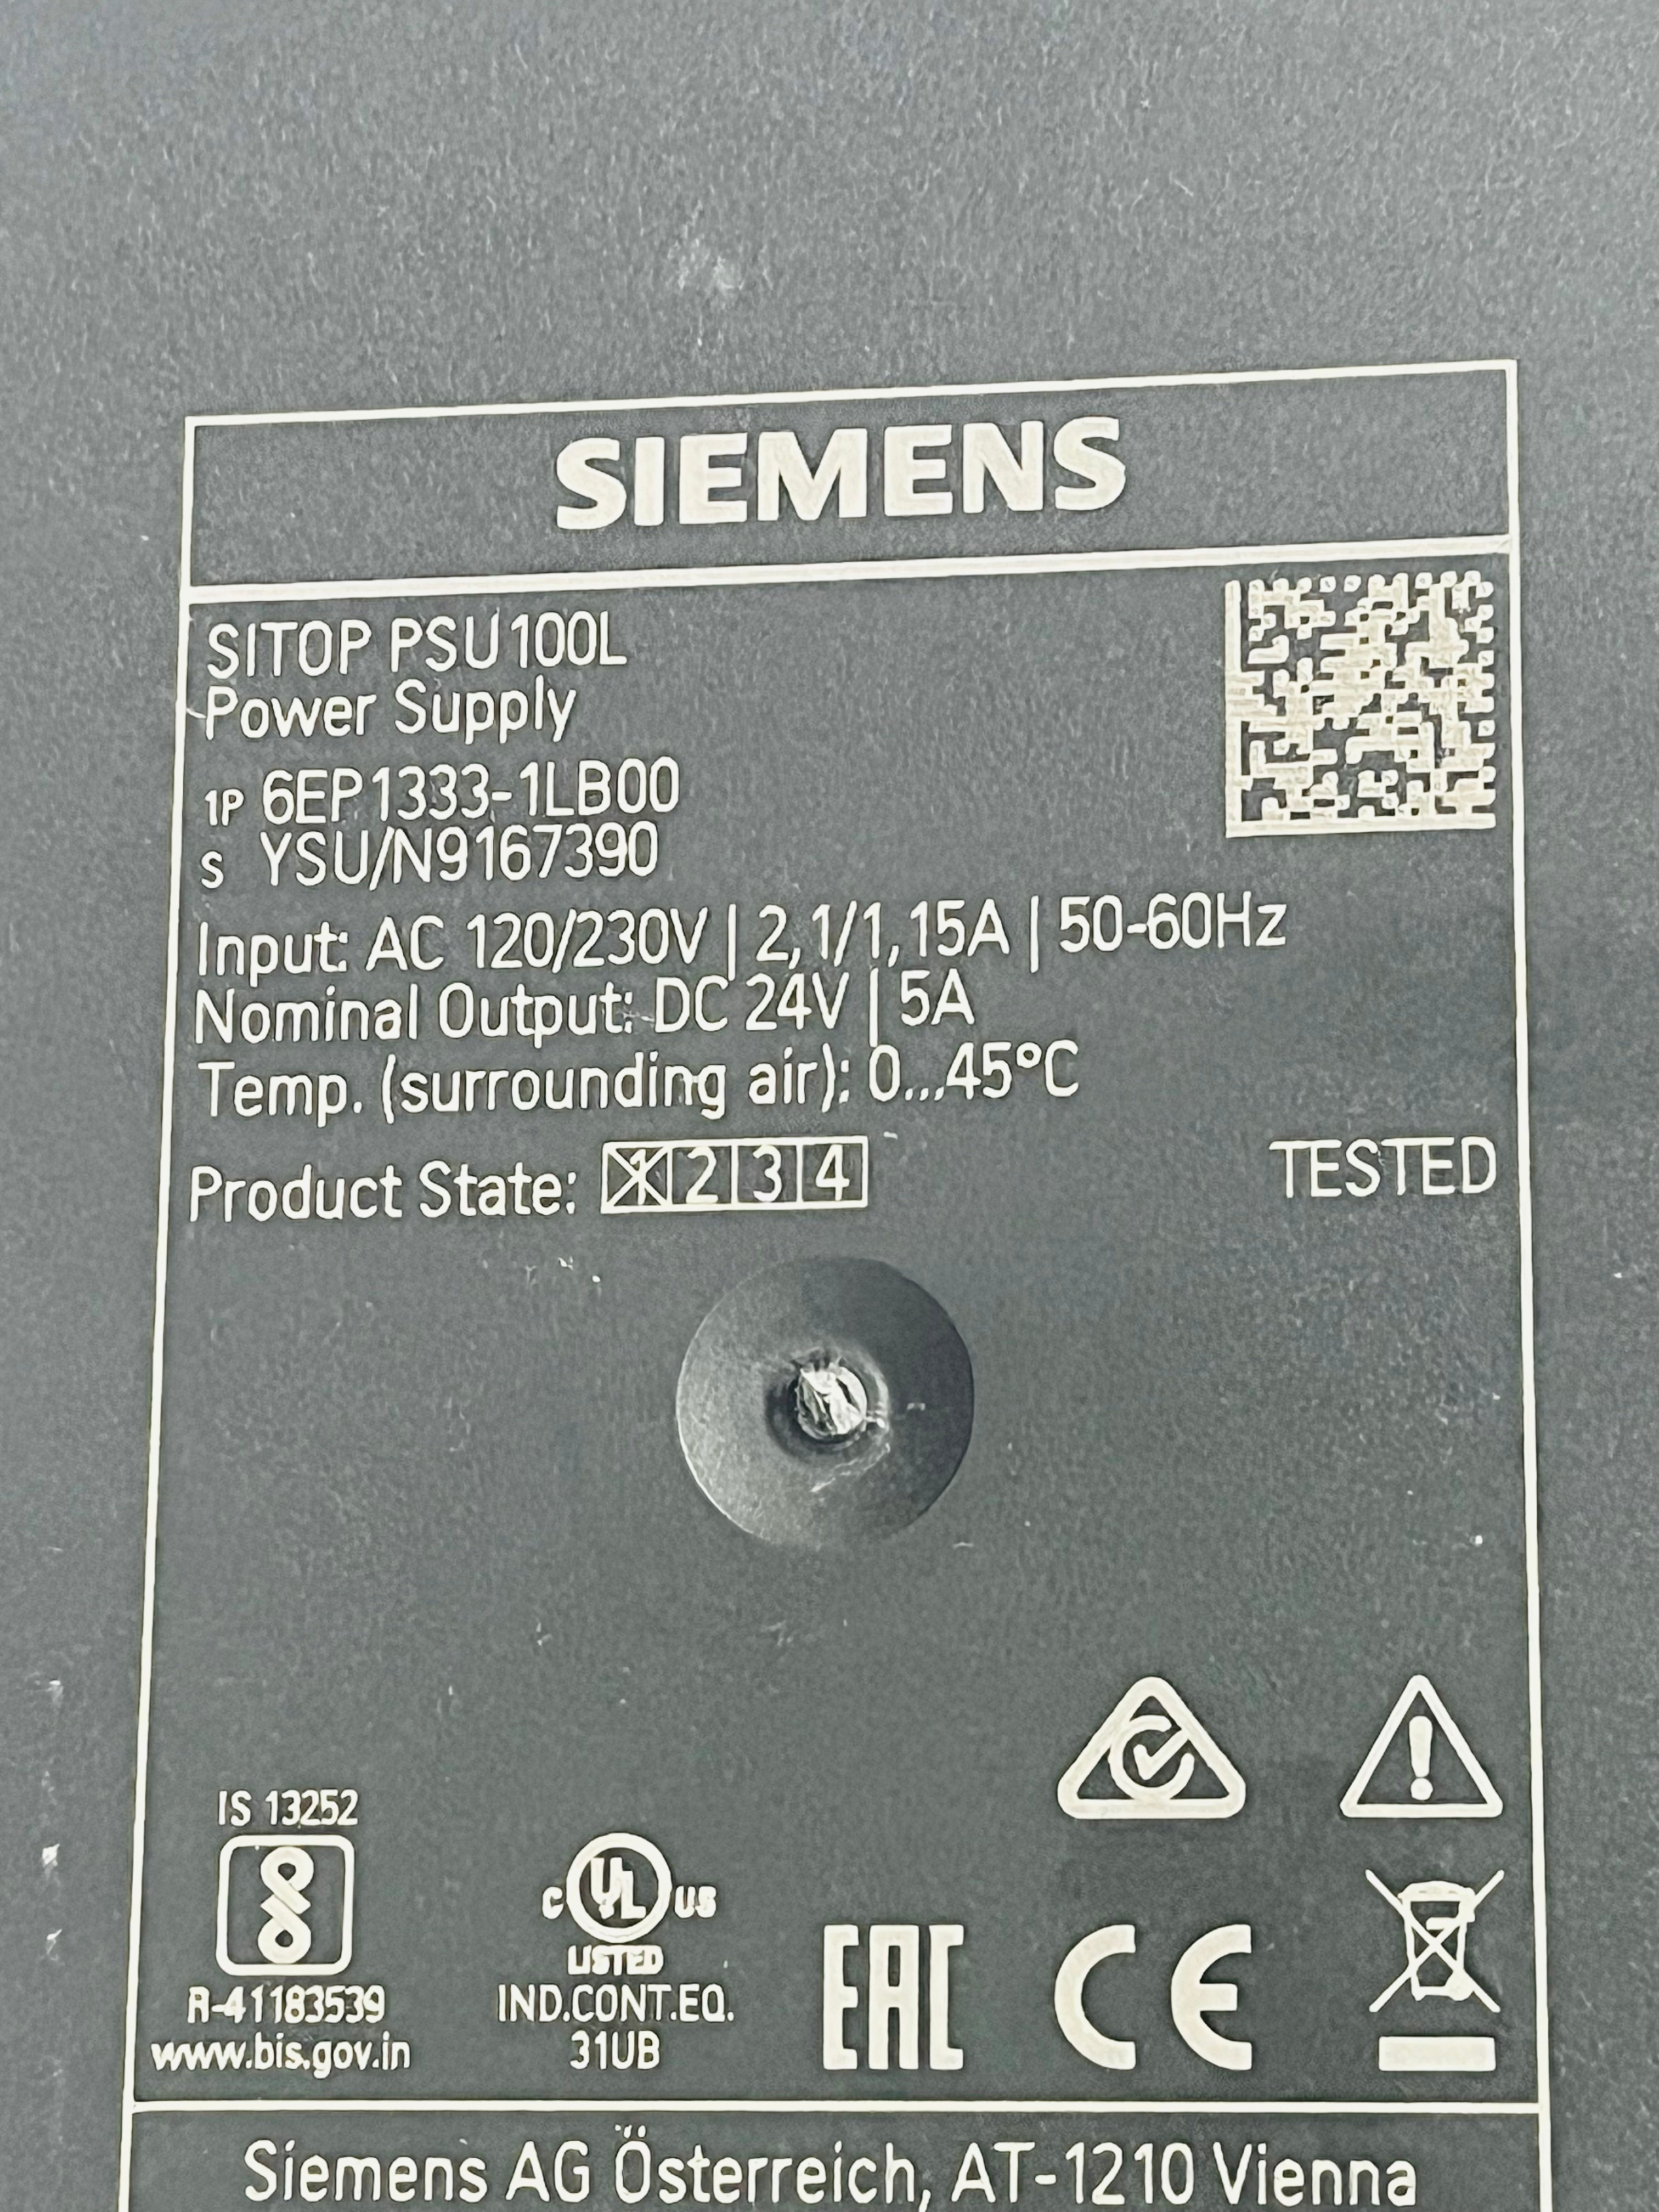 SIEMENS
SITOP PSU100L
Power Supply
1P 6EP1333-1LB00
S YSU/N9167390
Input: AC 120/230V | 2,1/1,15A | 50-60Hz
Nominal Output: DC 24V | 5A
Temp. (surrounding air): 0...45°C
Product State: 1 2 3 4
TESTED
IS 13252
R-41183539
www.bis.gov.in
C UL US
LISTED
IND.CONT.EQ.
31UB
EAC
CE
Siemens AG Österreich, AT-1210 Vienna